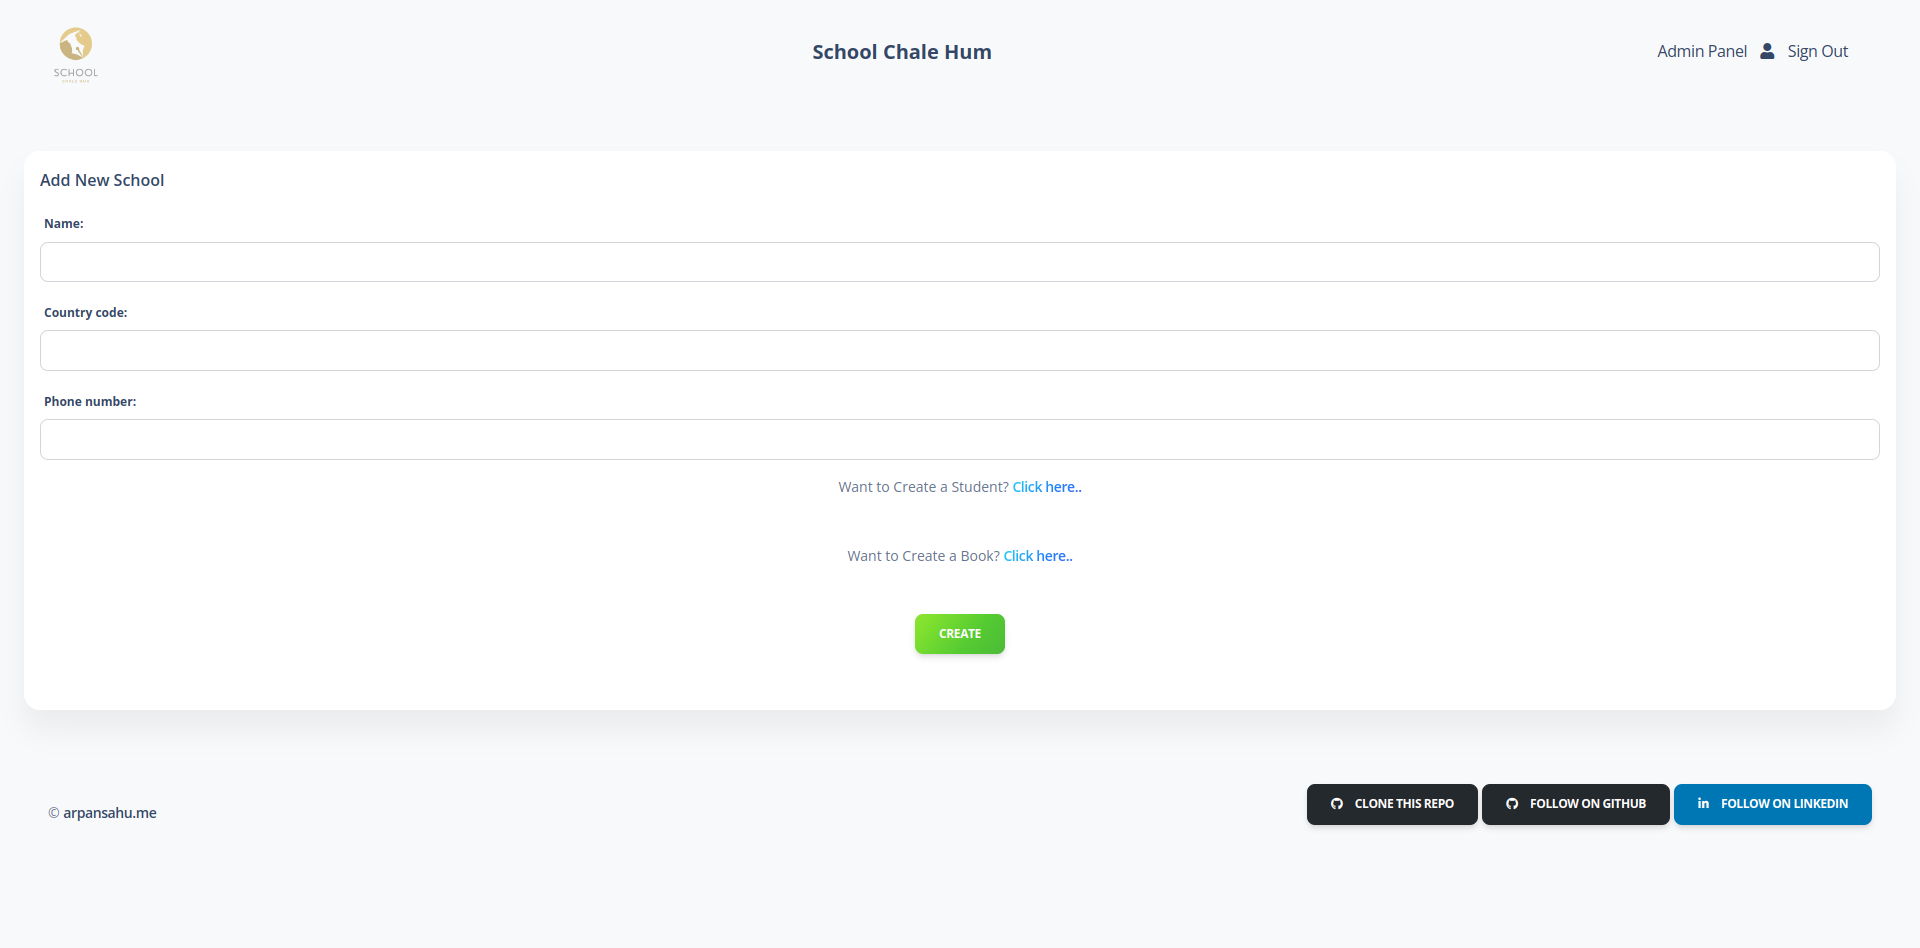 SCHOOL
School Chale Hum
Admin Panel Sign Out
Add New School
Name:
Country code:
Phone number:
Want to Create a Student? Click here..
Want to Create a Book? Click here..
CREATE
© arpansahu.me
CLONE THIS REPO FOLLOW ON GITHUB FOLLOW ON LINKEDIN